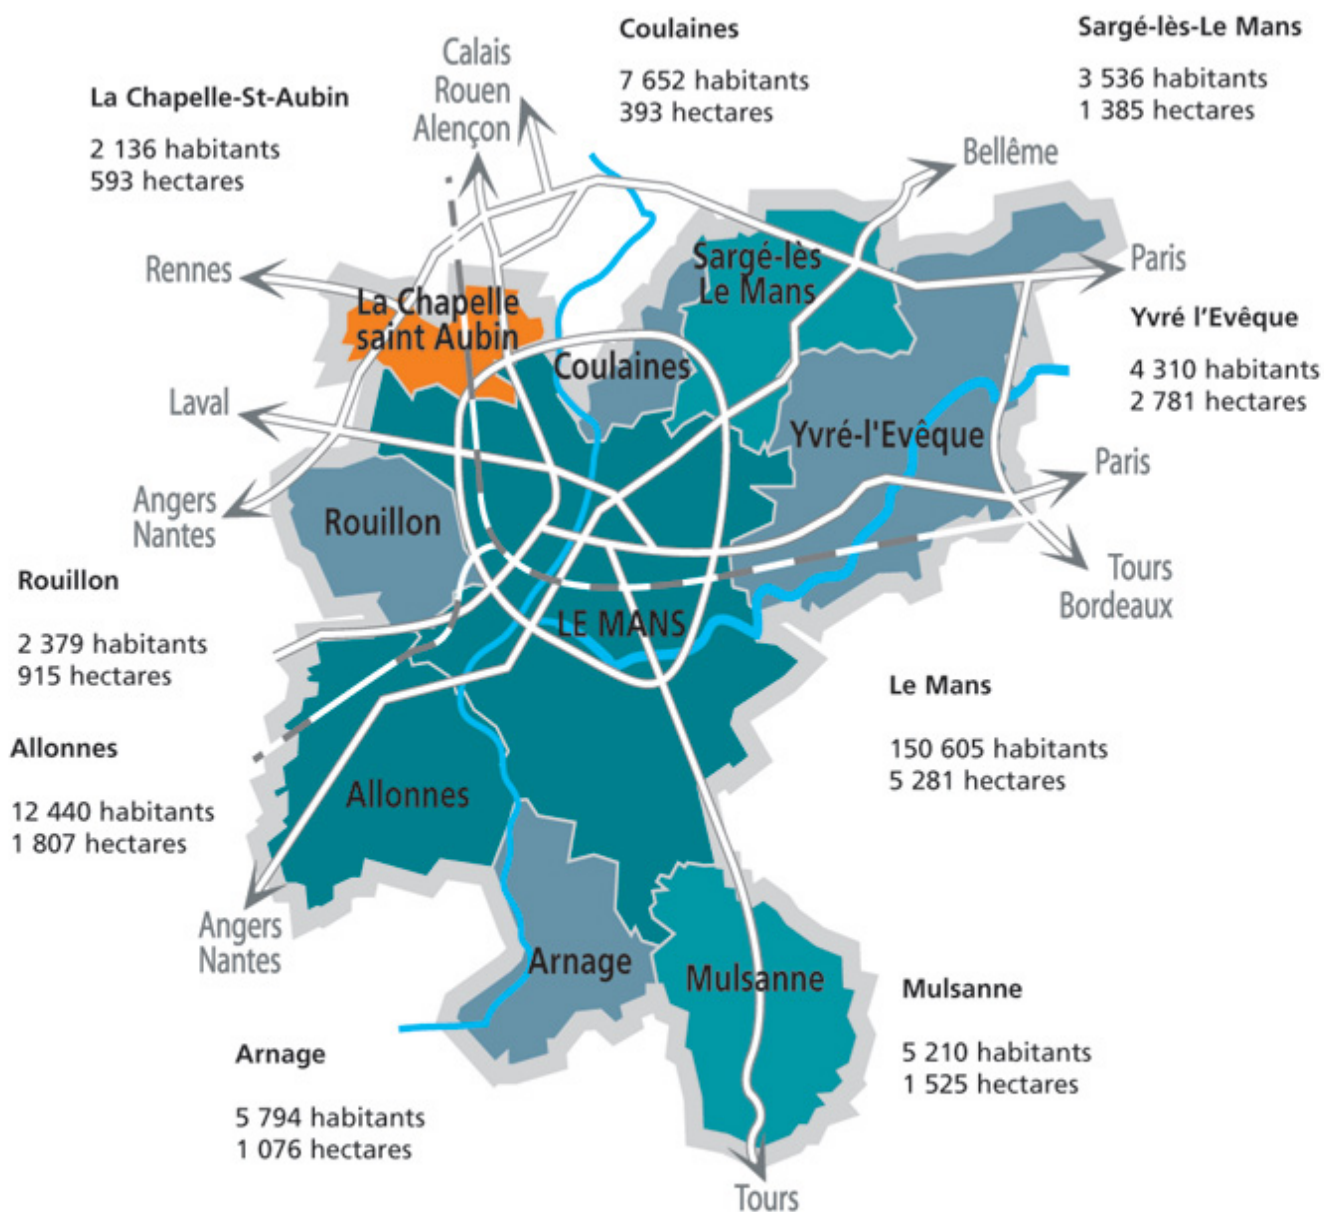 Coulaines
7 652 habitants
393 hectares
Sargé-lès-Le Mans
3 536 habitants
1 385 hectares
Calais
Rouen
Alençon
La Chapelle-St-Aubin
2 136 habitants
593 hectares
Bellême
Rennes
Paris
Sargé-lès
Le Mans
La Chapelle
saint Aubin
Coulaines
Yvré l'Evêque
4 310 habitants
2 781 hectares
Laval
Yvré-l'Evêque
Paris
Angers
Nantes
Rouillon
Tours
Bordeaux
Rouillon
2 379 habitants
915 hectares
LE MANS
Le Mans
150 605 habitants
5 281 hectares
Allonnes
12 440 habitants
1 807 hectares
Allonnes
Angers
Nantes
Arnage
Mulsanne
Mulsanne
5 210 habitants
1 525 hectares
Arnage
5 794 habitants
1 076 hectares
Tours